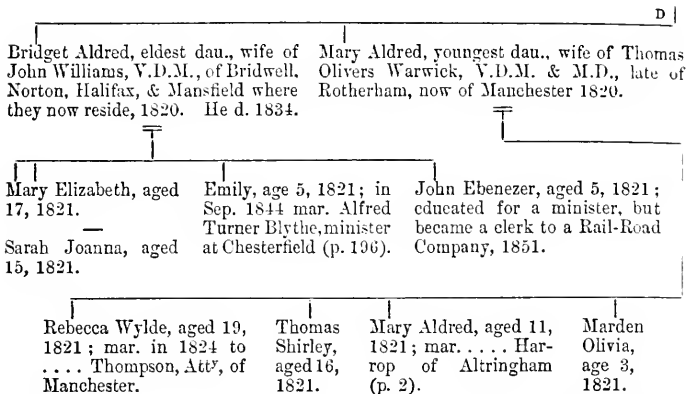 D
Bridget Aldred, eldest dau., wife of
John Williams, V.D.M., of Bridwell,
Norton, Halifax, & Mansfield where
they now reside, 1820. He d. 1834.
Mary Aldred, youngest dau., wife of Thomas
Olivers Warwick, V.D.M. & M.D., late of
Rotherham, now of Manchester 1820.
Mary Elizabeth, aged
17, 1821.
—
Sarah Joanna, aged
15, 1821.
Emily, age 5, 1821; in
Sep. 1844 mar. Alfred
Turner Blythe, minister
at Chesterfield (p. 196).
John Ebenezer, aged 5, 1821;
educated for a minister, but
became a clerk to a Rail-Road
Company, 1851.
Rebecca Wylde, aged 19,
1821; mar. in 1824 to
.... Thompson, Atty, of
Manchester.
Thomas
Shirley,
aged 16,
1821.
Mary Aldred, aged 11,
1821; mar..... Har-
rop of Altringham
(p. 2).
Marden
Olivia,
age 3,
1821.